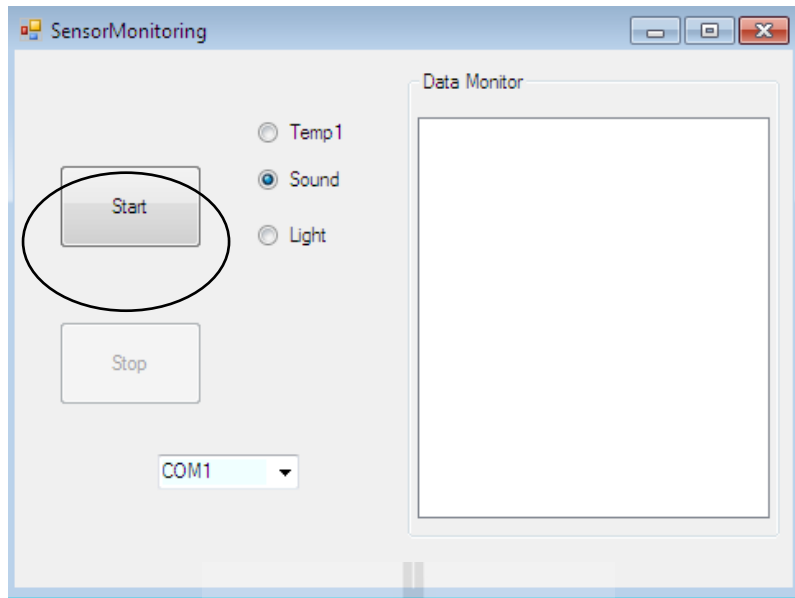 SensorMonitoring
Data Monitor
Temp1
Sound
Start
Light
Stop
COM1